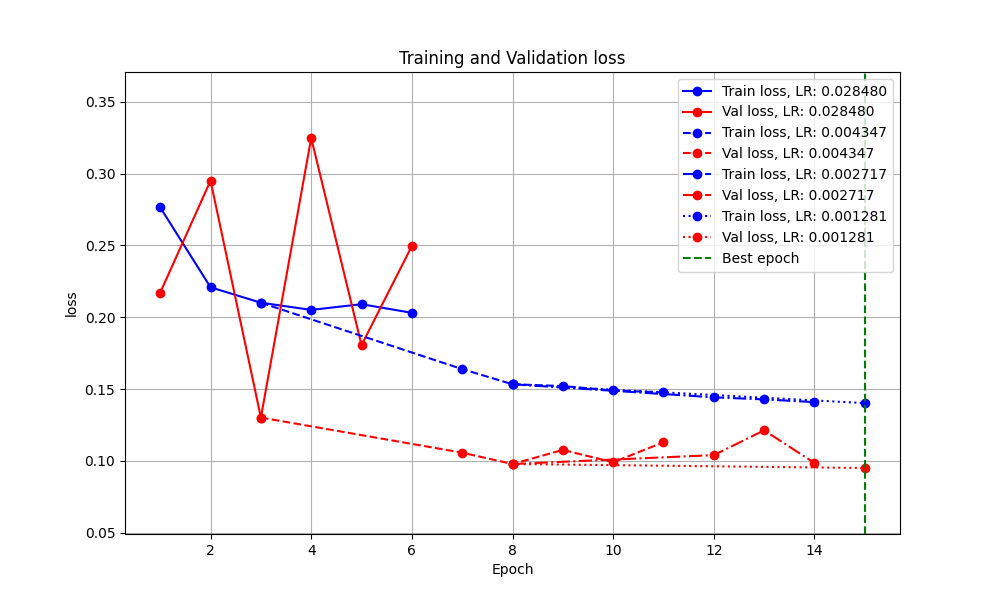 Training and Validation loss
Train loss, LR: 0.028480
Val loss, LR: 0.028480
Train loss, LR: 0.004347
Val loss, LR: 0.004347
Train loss, LR: 0.002717
Val loss, LR: 0.002717
Train loss, LR: 0.001281
Val loss, LR: 0.001281
Best epoch
loss
0.35
0.30
0.25
0.20
0.15
0.10
0.05
2 4 6 8 10 12 14
Epoch